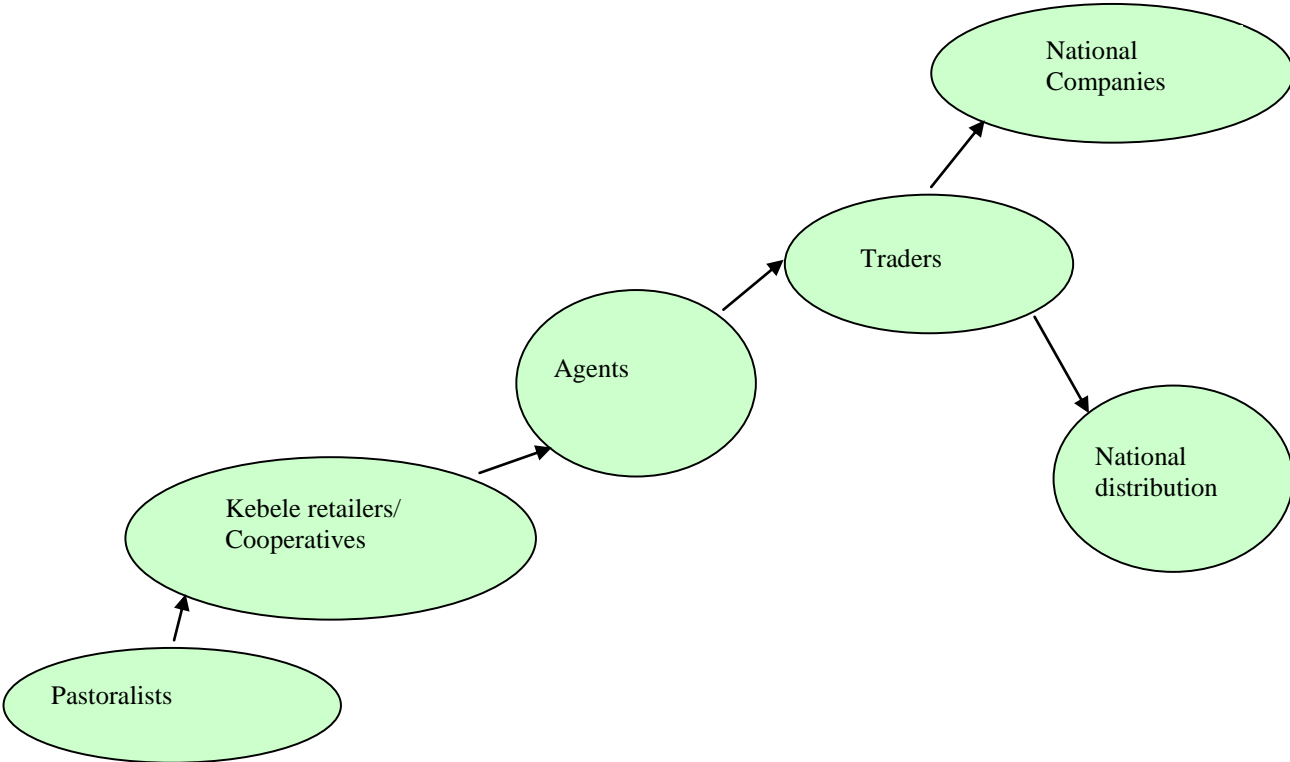 National
Companies
Traders
Agents
National
distribution
Kebele retailers/
Cooperatives
Pastoralists